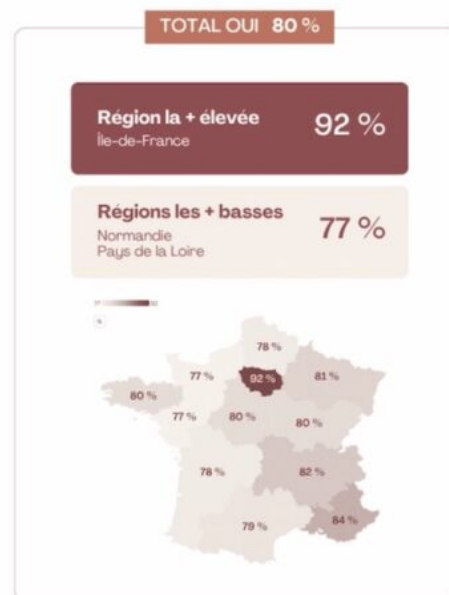 TOTAL OUI 80 %
Région la + élevée
Île-de-France
92 %
Régions les + basses
Normandie
Pays de la Loire
77 %
78 %
77 %
92 %
81 %
80 %
77 %
80 %
80 %
78 %
82 %
79 %
84 %